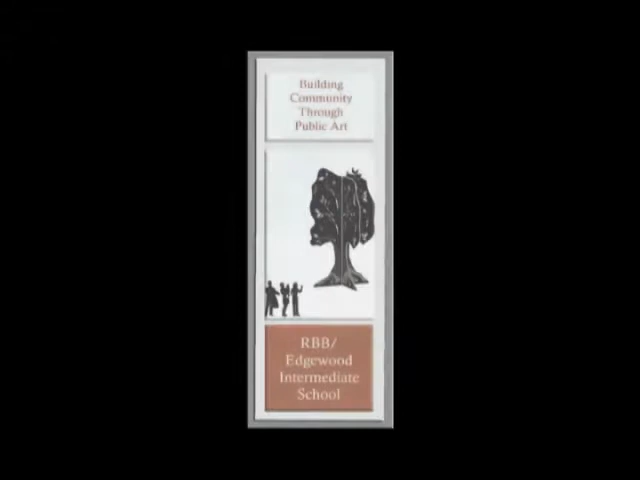 Building
Community
Through
Public Art
RBB/
Edgewood
Intermediate
School